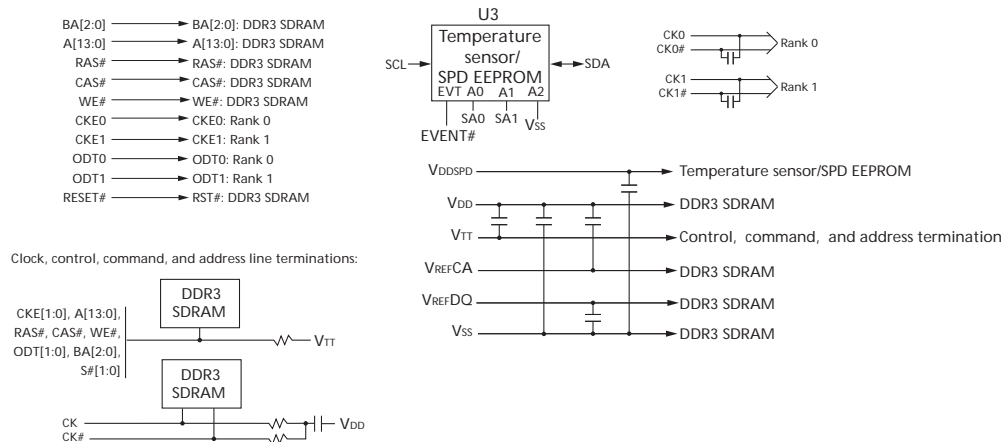 BA[2:0] BA[2:0]: DDR3 SDRAM
A[13:0] A[13:0]: DDR3 SDRAM
RAS# RAS#: DDR3 SDRAM
CAS# CAS#: DDR3 SDRAM
WE# WE#: DDR3 SDRAM
CKE0 CKE0: Rank 0
CKE1 CKE1: Rank 1
ODT0 ODT0: Rank 0
ODT1 ODT1: Rank 1
RESET# RST#: DDR3 SDRAM
U3
Temperature
sensor/
SPD EEPROM
SCL SDA
EVT A0 A1 A2
SA0 SA1 VSS
EVENT#
CK0
CK0#
Rank 0
CK1
CK1#
Rank 1
VDDSPD Temperature sensor/SPD EEPROM
VDD DDR3 SDRAM
VTT Control, command, and address termination
VREFCA DDR3 SDRAM
VREFDQ DDR3 SDRAM
VSS DDR3 SDRAM
Clock, control, command, and address line terminations:
DDR3
SDRAM
CKE[1:0], A[13:0],
RAS#, CAS#, WE#,
ODT[1:0], BA[2:0],
S#[1:0]
VTT
DDR3
SDRAM
CK VDD
CK#